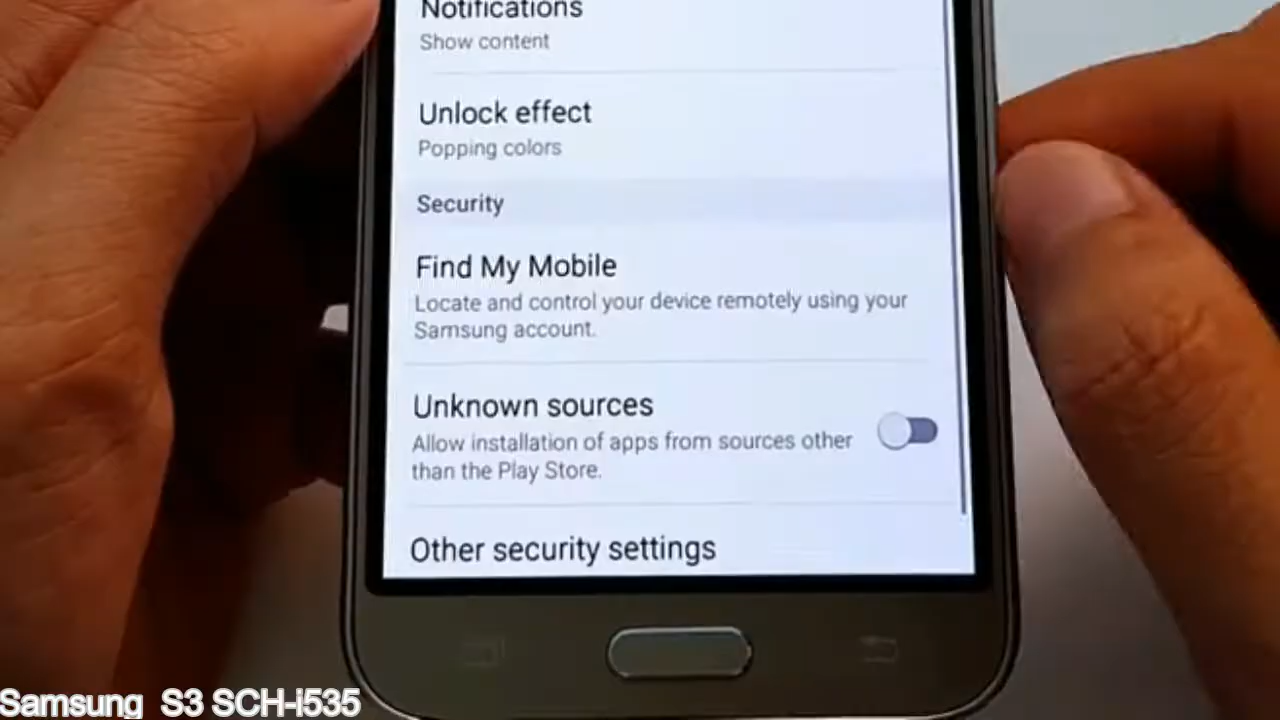 Notifications
Show content
Unlock effect
Popping colors
Security
Find My Mobile
Locate and control your device remotely using your
Samsung account.
Unknown sources
Allow installation of apps from sources other
than the Play Store.
Other security settings
Samsung S3 SCH-i535